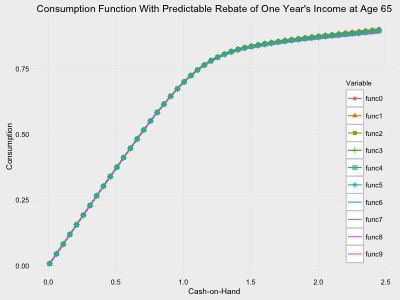 Consumption Function With Predictable Rebate of One Year's Income at Age 65
0.75
0.50
0.25
0.00
Consumption
0.0
0.5
1.0
1.5
2.0
2.5
Cash-on-Hand
Variable
func0
func1
func2
func3
func4
func5
func6
func7
func8
func9